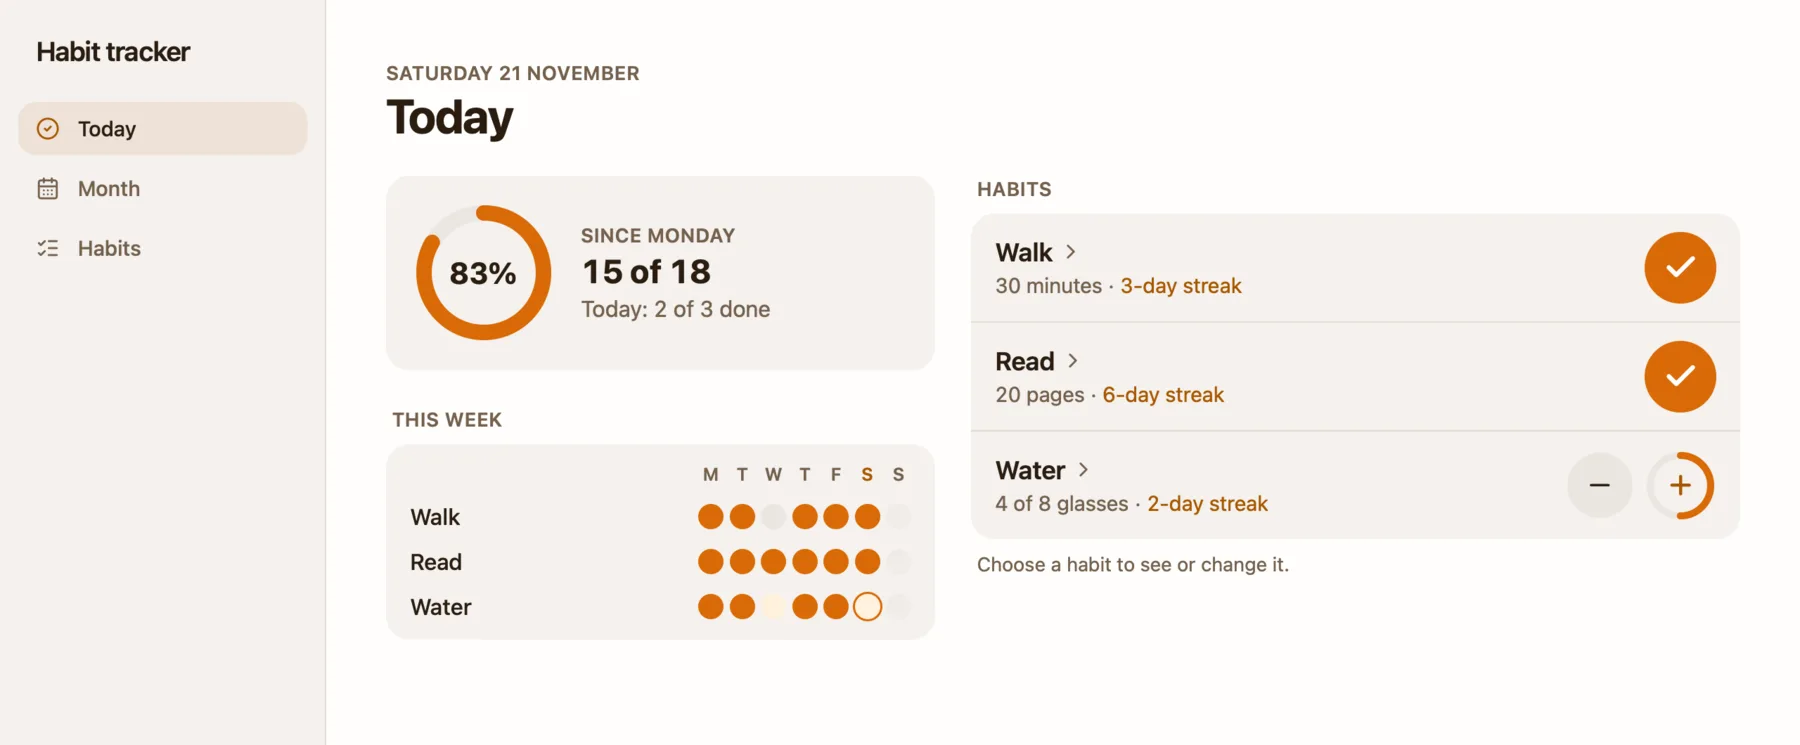 Habit tracker
Today
Month
Habits
SATURDAY 21 NOVEMBER
Today
83%
SINCE MONDAY
15 of 18
Today: 2 of 3 done
THIS WEEK
M T W T F S S
Walk
Read
Water
HABITS
Walk
30 minutes · 3-day streak
Read
20 pages · 6-day streak
Water
4 of 8 glasses · 2-day streak
Choose a habit to see or change it.